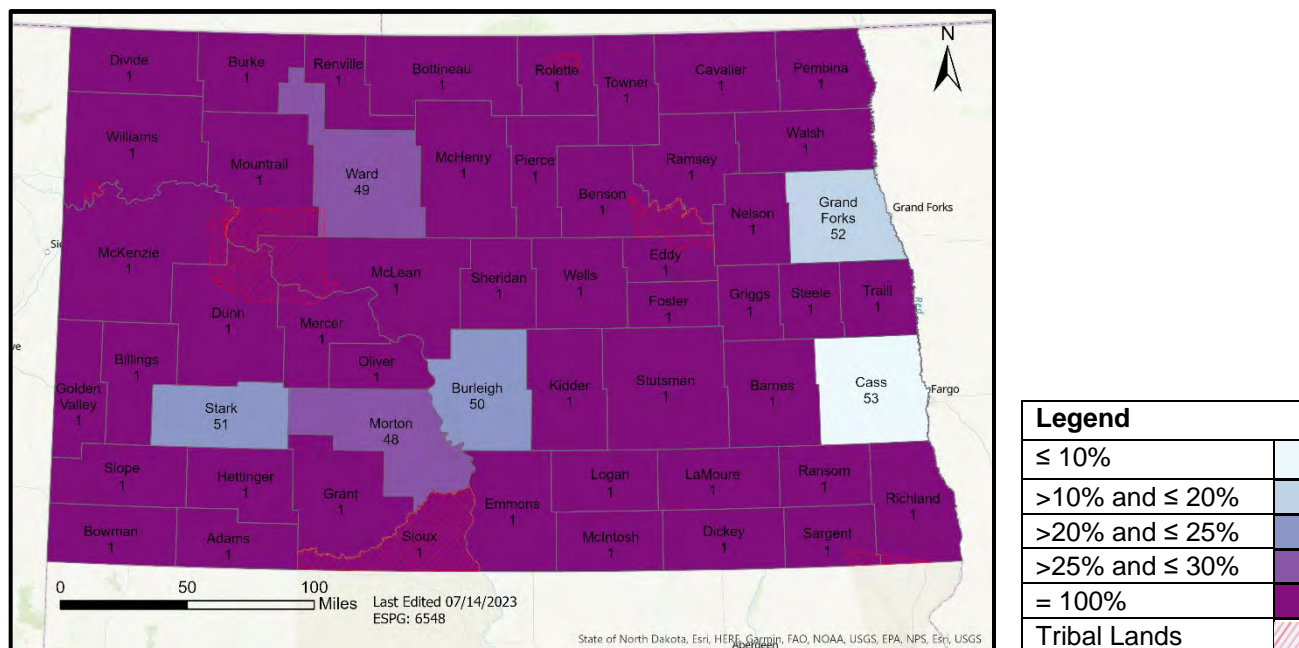 N
Divide
1
Burke
1
Renville
1
Bottineau
1
Rolette
1
Towner
1
Cavalier
1
Pembina
1
Williams
1
Mountrail
1
Ward
49
McHenry
1
Pierce
1
Benson
1
Ramsey
1
Walsh
1
Nelson
1
Grand
Forks
52
Grand Forks
McKenzie
1
McLean
1
Sheridan
1
Wells
1
Eddy
1
Foster
1
Griggs
1
Steele
1
Traill
1
Red
Dunn
1
Mercer
1
Oliver
1
Billings
1
Golden
Valley
1
Stark
51
Morton
48
Burleigh
50
Kidder
1
Stutsman
1
Barnes
1
Cass
53
Fargo
Slope
1
Hettinger
1
Grant
1
Emmons
1
Logan
1
LaMoure
1
Ransom
1
Richland
1
Bowman
1
Adams
1
Sioux
1
McIntosh
1
Dickey
1
Sargent
1
0 50 100
Miles
Last Edited 07/14/2023
ESPG: 6548
State of North Dakota, Esri, HERE, Garmin, FAO, NOAA, USGS, EPA, NPS, Esri, USGS
Aberdeen
Legend
≤ 10%
>10% and ≤ 20%
>20% and ≤ 25%
>25% and ≤ 30%
= 100%
Tribal Lands